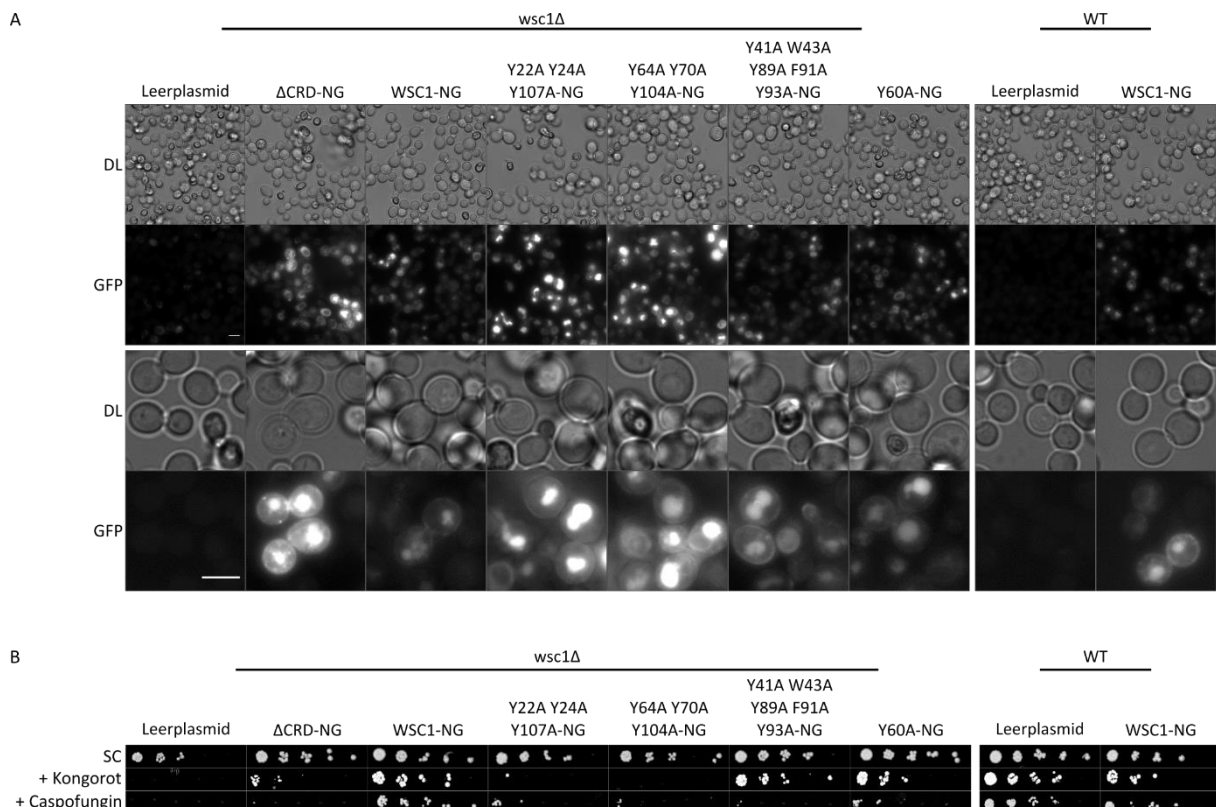 A
wsc1Δ WT
Leerplasmid ΔCRD-NG WSC1-NG Y22A Y24A Y107A-NG Y64A Y70A Y104A-NG Y41A W43A Y89A F91A Y93A-NG Y60A-NG Leerplasmid WSC1-NG
DL
GFP
DL
GFP
B
wsc1Δ WT
Leerplasmid ΔCRD-NG WSC1-NG Y22A Y24A Y107A-NG Y64A Y70A Y104A-NG Y41A W43A Y89A F91A Y93A-NG Y60A-NG Leerplasmid WSC1-NG
SC
+ Kongorot
+ Caspofungin